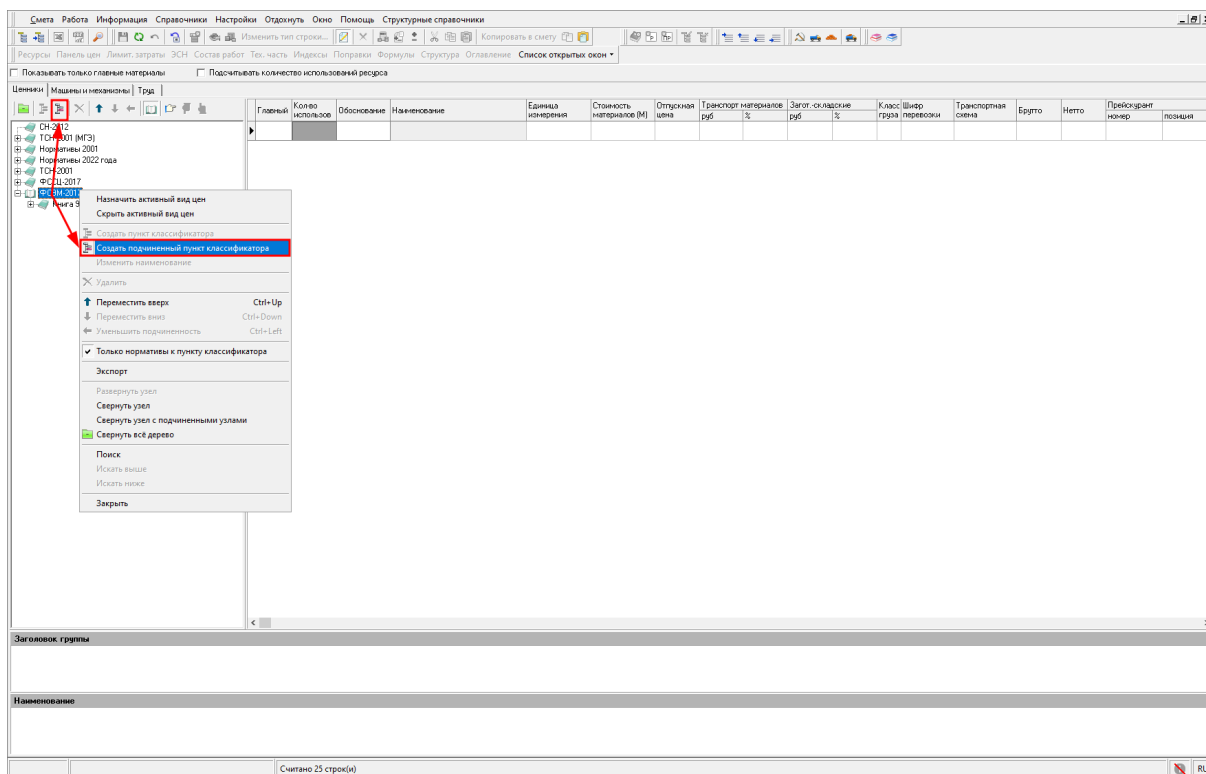 Смета Работа Информация Справочники Настройки Отдохнуть Окно Помощь Структурные справочники
Изменить тип строки... Копировать в смету
Ресурсы Панель цен Лимит. затраты ЭСН Состав работ Тех. часть Индексы Поправки Формулы Структура Оглавление Список открытых окон
Показывать только главные материалы Подсчитывать количество использований ресурса
Ценники Машины и механизмы Труд
Главный Кол-во использов Обоснование Наименование Единица измерения Стоимость материалов (М) Отпускная цена Транспорт материалов руб % Загот.-складские руб % Класс груза Шифр перевозки Транспортная схема Брутто Нетто Прейскурант номер позиция
ТСН-2001 (МГЭ)
Нормативы 2001
Нормативы 2022 года
ТСН-2001
ФССЦ-2017
Книга 9
Назначить активный вид цен
Скрыть активный вид цен
Создать пункт классификатора
Создать подчиненный пункт классификатора
Изменить наименование
Удалить
Переместить вверх Ctrl+Up
Переместить вниз Ctrl+Down
Уменьшить подчиненность Ctrl+Left
Только нормативы к пункту классификатора
Экспорт
Развернуть узел
Свернуть узел
Свернуть узел с подчиненными узлами
Свернуть всё дерево
Поиск
Искать выше
Искать ниже
Закрыть
Заголовок группы
Наименование
Считано 25 строк(и) RU